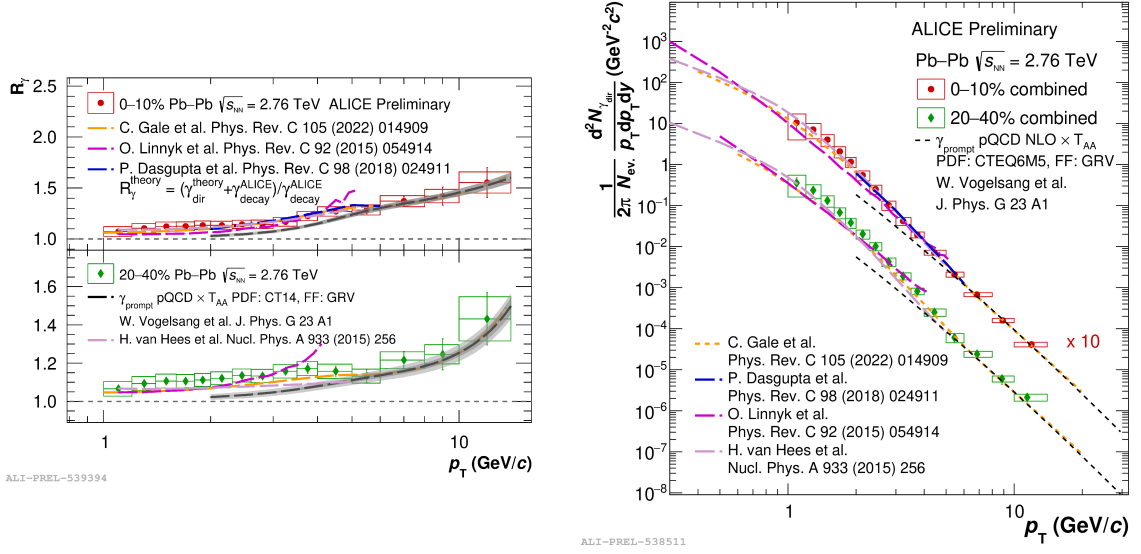 R_γ
2.5
2.0
1.5
1.0
0−10% Pb−Pb √s_NN = 2.76 TeV ALICE Preliminary
C. Gale et al. Phys. Rev. C 105 (2022) 014909
O. Linnyk et al. Phys. Rev. C 92 (2015) 054914
P. Dasgupta et al. Phys. Rev. C 98 (2018) 024911
R_γ^theory = (γ_dir^theory+γ_decay^ALICE)/γ_decay^ALICE
1.6
1.4
1.2
1.0
20−40% Pb−Pb √s_NN = 2.76 TeV
γ_prompt pQCD × T_AA PDF: CT14, FF: GRV
W. Vogelsang et al. J. Phys. G 23 A1
H. van Hees et al. Nucl. Phys. A 933 (2015) 256
1
10
p_T (GeV/c)
ALI-PREL-539394
1/(2π N_ev.) d²N_γdir/(p_T dp_T dy) (GeV⁻²c²)
10³
10²
10
1
10⁻¹
10⁻²
10⁻³
10⁻⁴
10⁻⁵
10⁻⁶
10⁻⁷
10⁻⁸
ALICE Preliminary
Pb−Pb √s_NN = 2.76 TeV
0−10% combined
20−40% combined
γ_prompt pQCD NLO × T_AA
PDF: CTEQ6M5, FF: GRV
W. Vogelsang et al.
J. Phys. G 23 A1
x 10
C. Gale et al.
Phys. Rev. C 105 (2022) 014909
P. Dasgupta et al.
Phys. Rev. C 98 (2018) 024911
O. Linnyk et al.
Phys. Rev. C 92 (2015) 054914
H. van Hees et al.
Nucl. Phys. A 933 (2015) 256
1
10
p_T (GeV/c)
ALI-PREL-538511